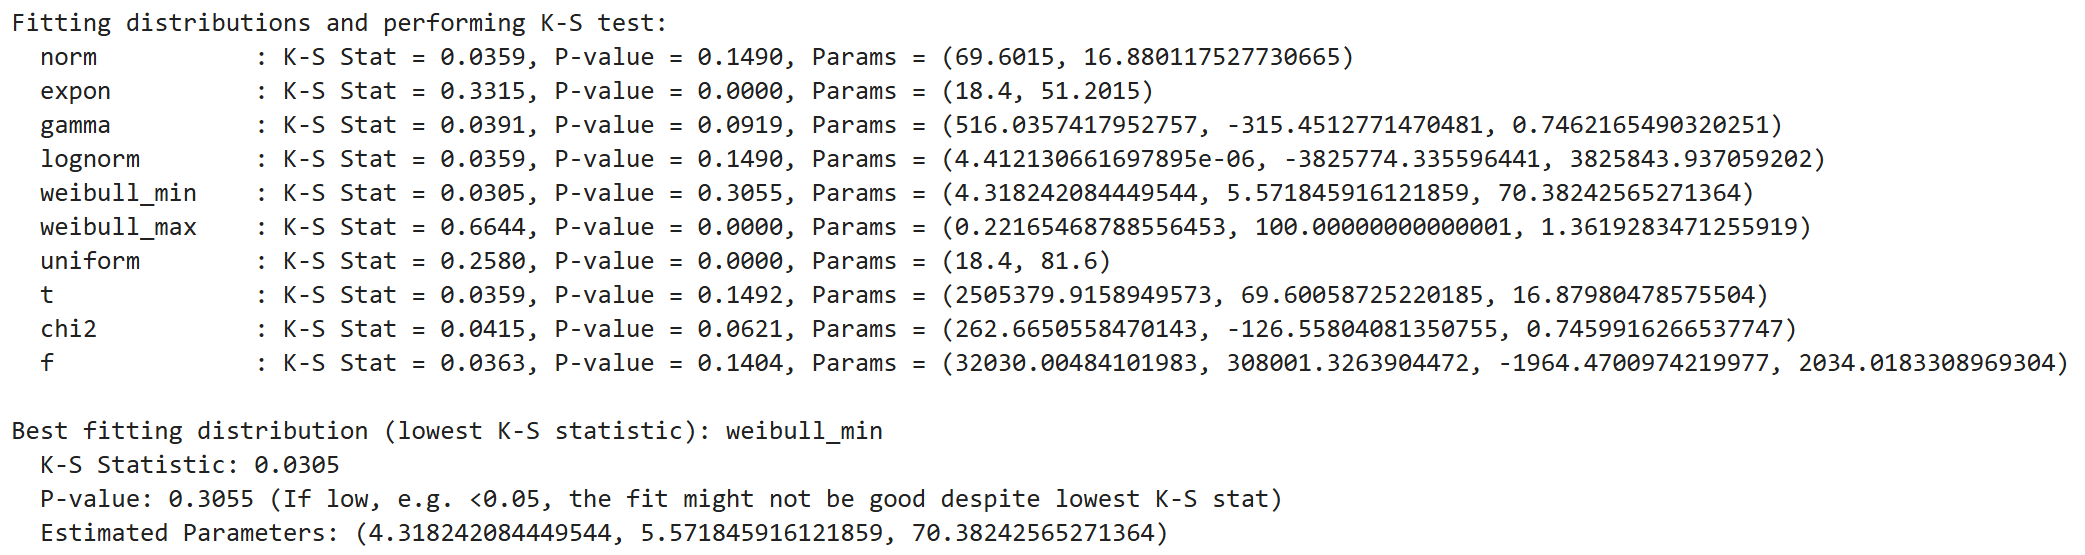 Fitting distributions and performing K-S test:
  norm           : K-S Stat = 0.0359, P-value = 0.1490, Params = (69.6015, 16.880117527730665)
  expon          : K-S Stat = 0.3315, P-value = 0.0000, Params = (18.4, 51.2015)
  gamma          : K-S Stat = 0.0391, P-value = 0.0919, Params = (516.0357417952757, -315.4512771470481, 0.7462165490320251)
  lognorm        : K-S Stat = 0.0359, P-value = 0.1490, Params = (4.412130661697895e-06, -3825774.335596441, 3825843.937059202)
  weibull_min    : K-S Stat = 0.0305, P-value = 0.3055, Params = (4.318242084449544, 5.571845916121859, 70.38242565271364)
  weibull_max    : K-S Stat = 0.6644, P-value = 0.0000, Params = (0.22165468788556453, 100.00000000000001, 1.3619283471255919)
  uniform        : K-S Stat = 0.2580, P-value = 0.0000, Params = (18.4, 81.6)
  t              : K-S Stat = 0.0359, P-value = 0.1492, Params = (2505379.9158949573, 69.60058725220185, 16.87980478575504)
  chi2           : K-S Stat = 0.0415, P-value = 0.0621, Params = (262.6650558470143, -126.55804081350755, 0.7459916266537747)
  f              : K-S Stat = 0.0363, P-value = 0.1404, Params = (32030.00484101983, 308001.3263904472, -1964.4700974219977, 2034.0183308969304)

Best fitting distribution (lowest K-S statistic): weibull_min
  K-S Statistic: 0.0305
  P-value: 0.3055 (If low, e.g. <0.05, the fit might not be good despite lowest K-S stat)
  Estimated Parameters: (4.318242084449544, 5.571845916121859, 70.38242565271364)